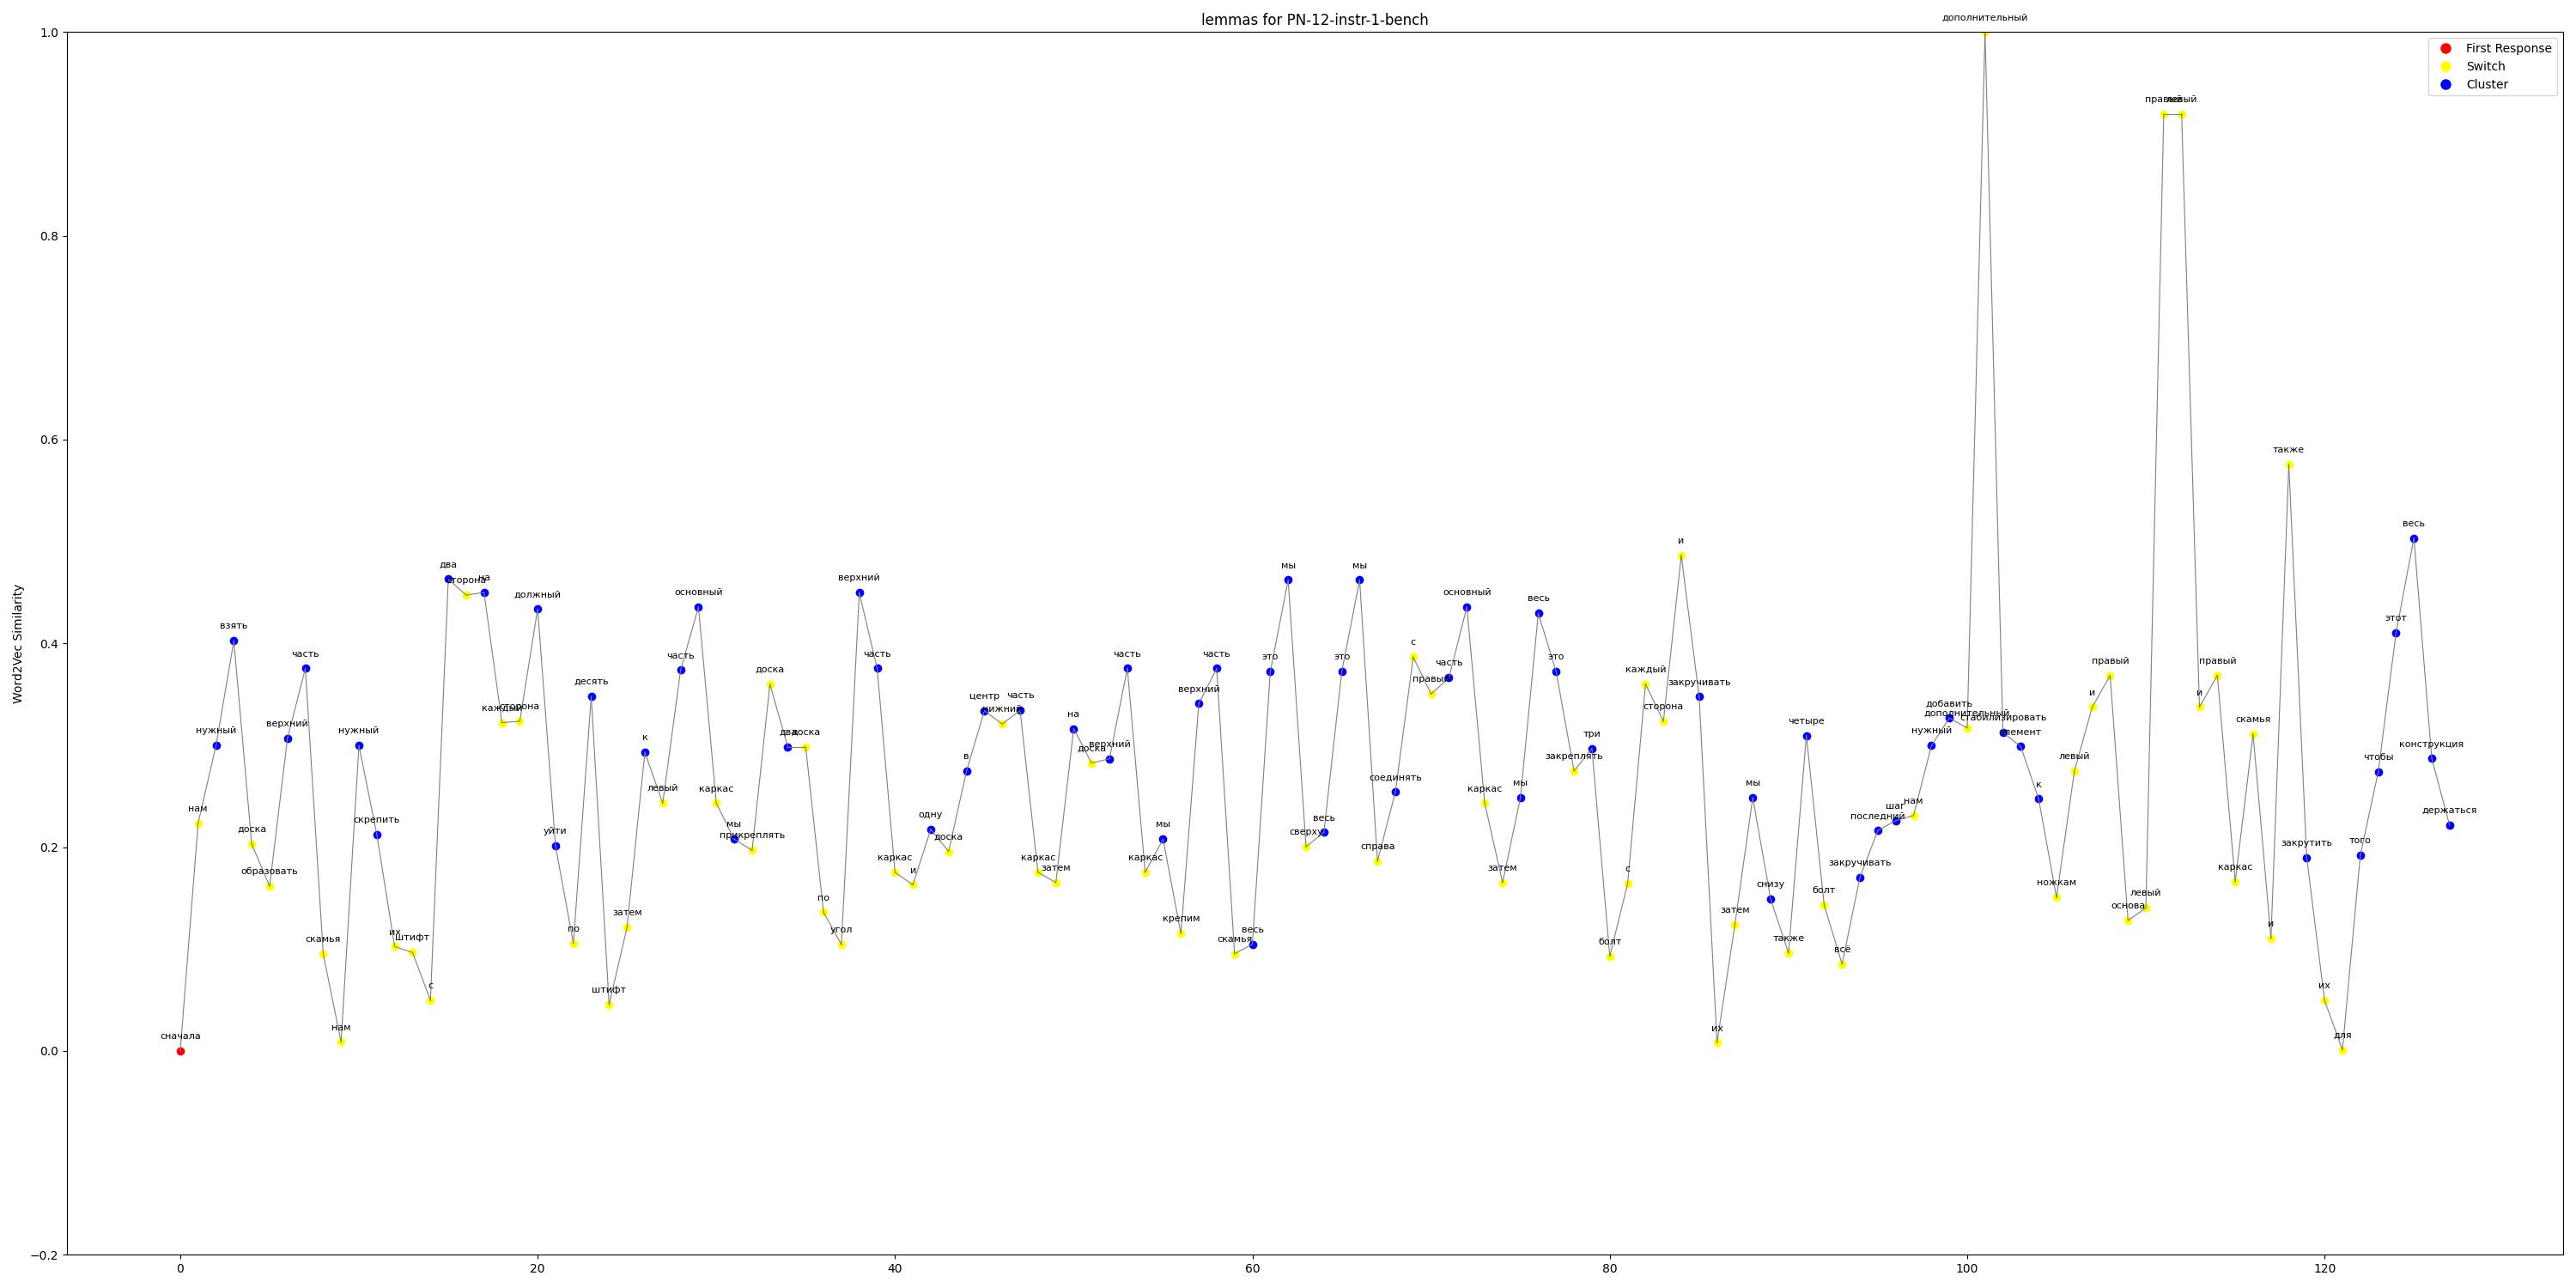 lemmas for PN-12-instr-1-bench
First Response
Switch
Cluster
Word2Vec Similarity
1.0
0.8
0.6
0.4
0.2
0.0
−0.2
0
20
40
60
80
100
120
сначала
нам
нужный
взять
доска
образовать
верхний
часть
скамья
нам
нужный
скрепить
их
штифт
с
два
сторона
на
каждый
сторона
должный
уйти
по
десять
штифт
затем
к
левый
часть
основный
каркас
мы
прикреплять
доска
два
доска
по
угол
верхний
часть
каркас
и
одну
доска
в
центр
нижний
часть
каркас
затем
на
доска
верхний
часть
каркас
мы
крепим
верхний
часть
скамья
весь
это
мы
сверху
весь
это
мы
справа
соединять
с
правый
часть
основный
каркас
затем
мы
весь
это
закреплять
три
болт
с
каждый
сторона
и
закручивать
их
затем
мы
снизу
также
четыре
болт
всё
закручивать
последний
шаг
нам
нужный
добавить
дополнительный
дополнительный
стабилизировать
элемент
к
ножкам
левый
и
правый
основа
левый
правый
левый
и
правый
каркас
скамья
и
также
закрутить
их
для
того
чтобы
этот
весь
конструкция
держаться